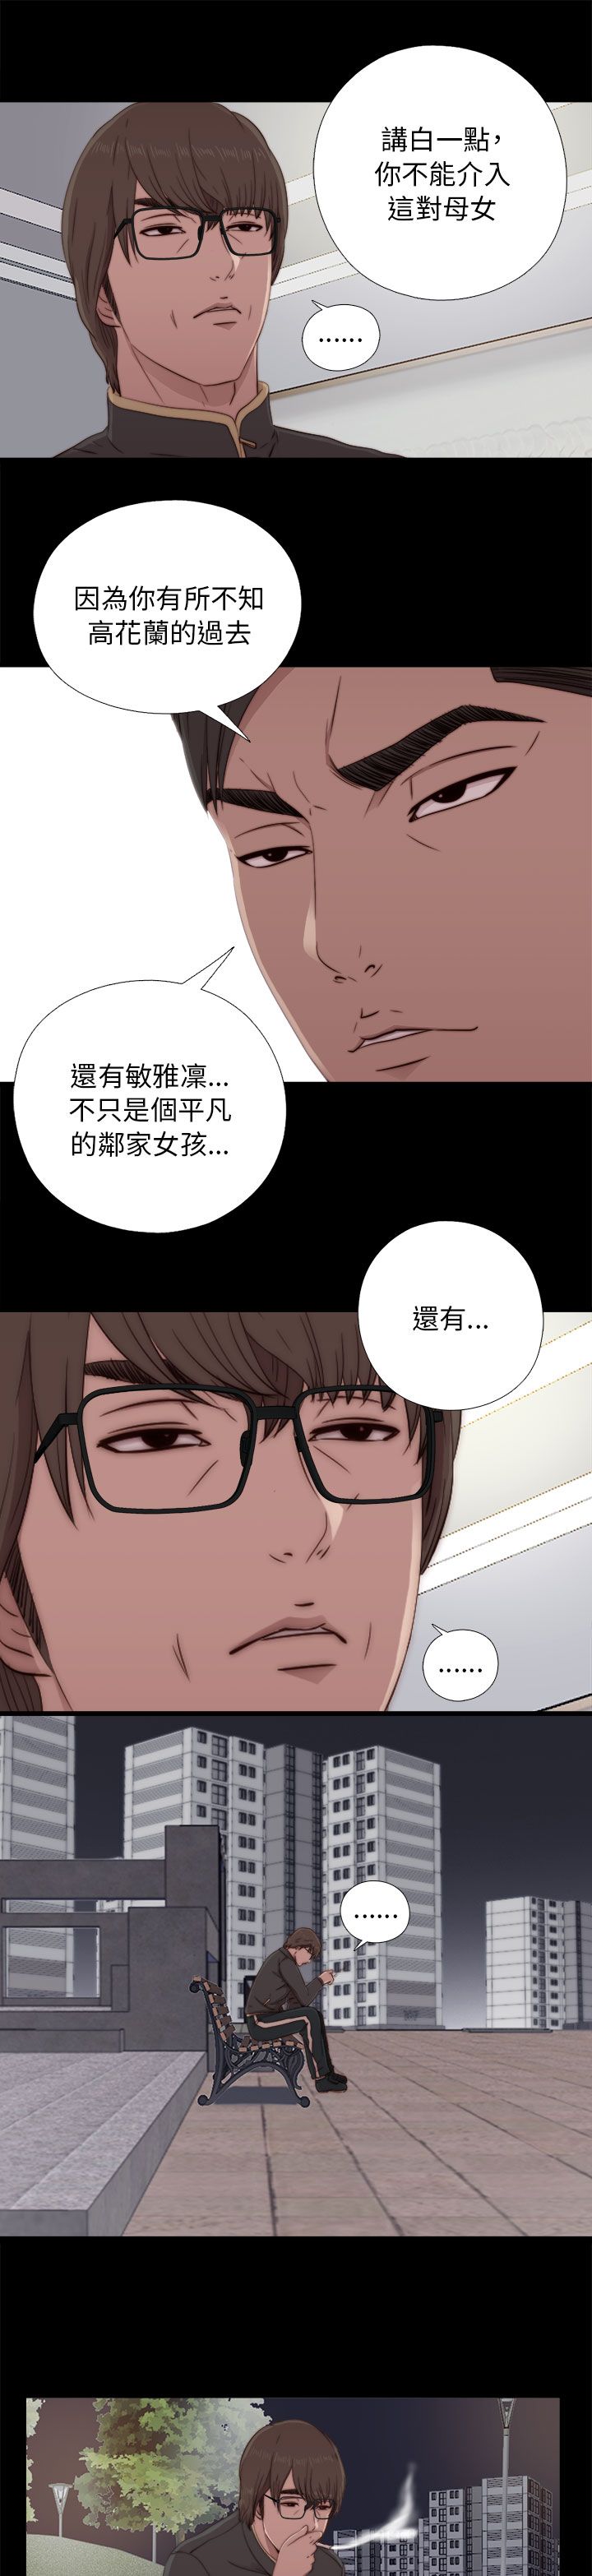 講白一點，
你不能介入
這對母女
......
因為你有所不知
高花蘭的過去
還有敏雅凜...
不只是個平凡
的鄰家女孩...
還有...
......
......